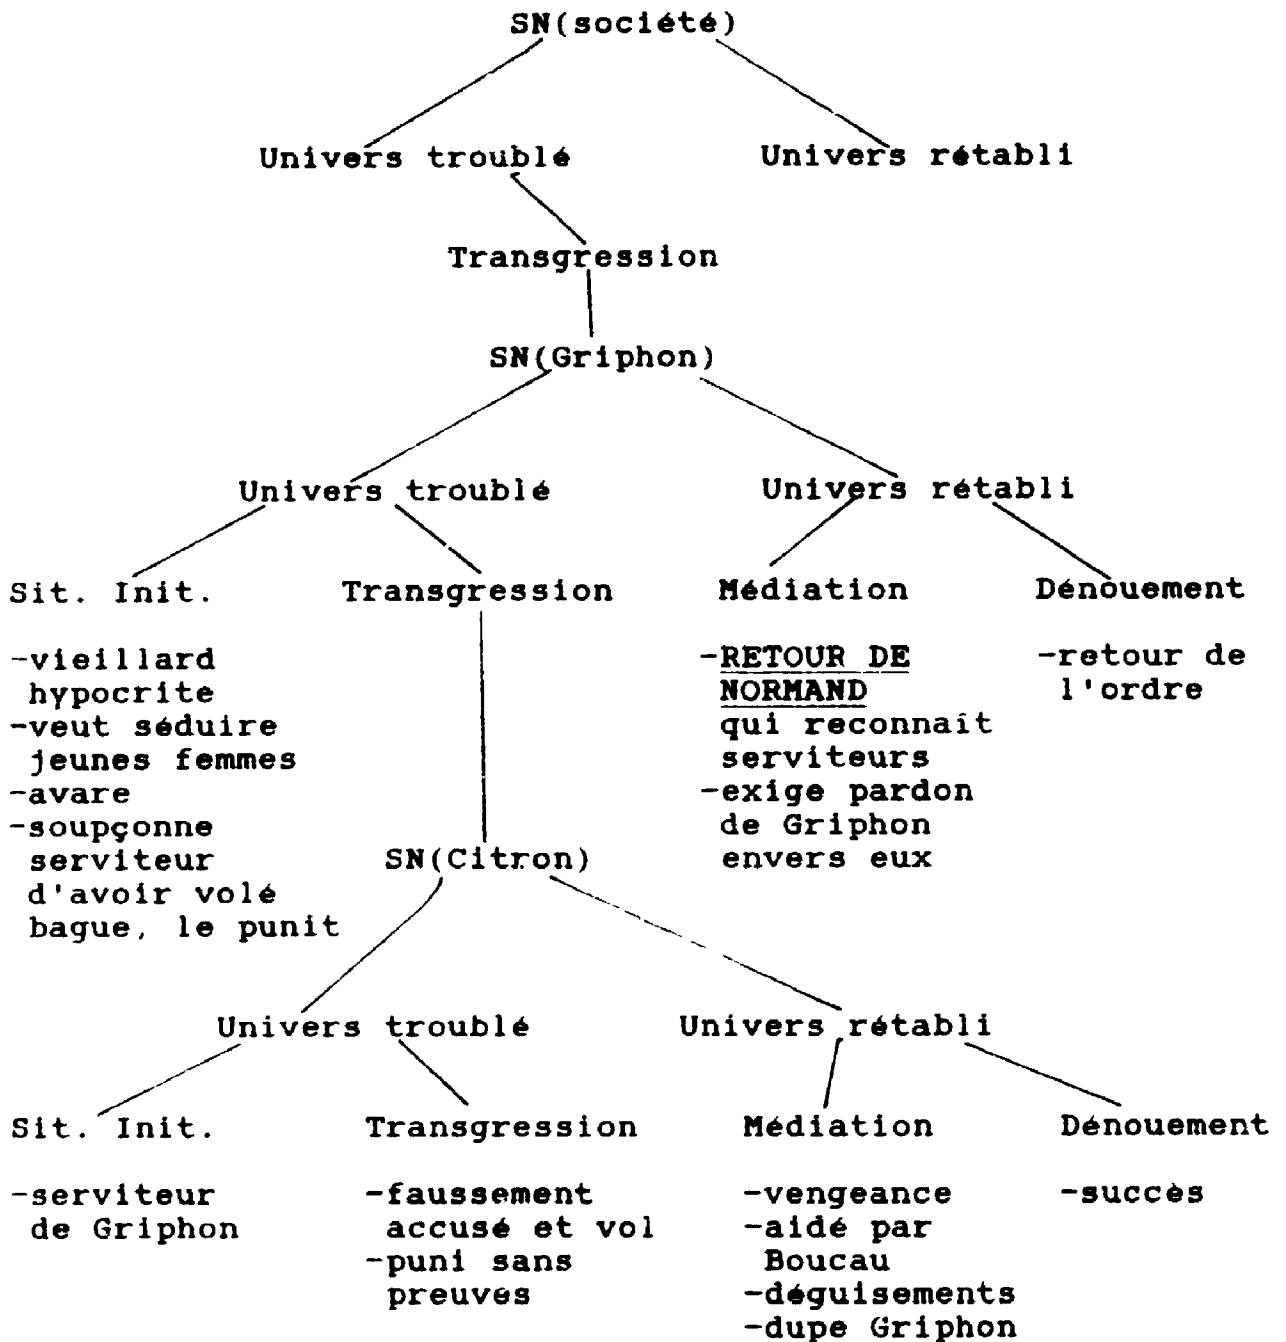 SN(société)
Univers troublé Univers rétabli
Transgression
SN(Griphon)
Univers troublé Univers rétabli
Sit. Init. Transgression Médiation Dénouement
-vieillard
hypocrite
-veut séduire
jeunes femmes
-avare
-soupçonne
serviteur
d'avoir volé
bague, le punit
-RETOUR DE
NORMAND
qui reconnaît
serviteurs
-exige pardon
de Griphon
envers eux
-retour de
l'ordre
SN(Citron)
Univers troublé Univers rétabli
Sit. Init. Transgression Médiation Dénouement
-serviteur
de Griphon
-faussement
accusé et vol
-puni sans
preuves
-vengeance
-aidé par
Boucau
-déguisements
-dupe Griphon
-succès